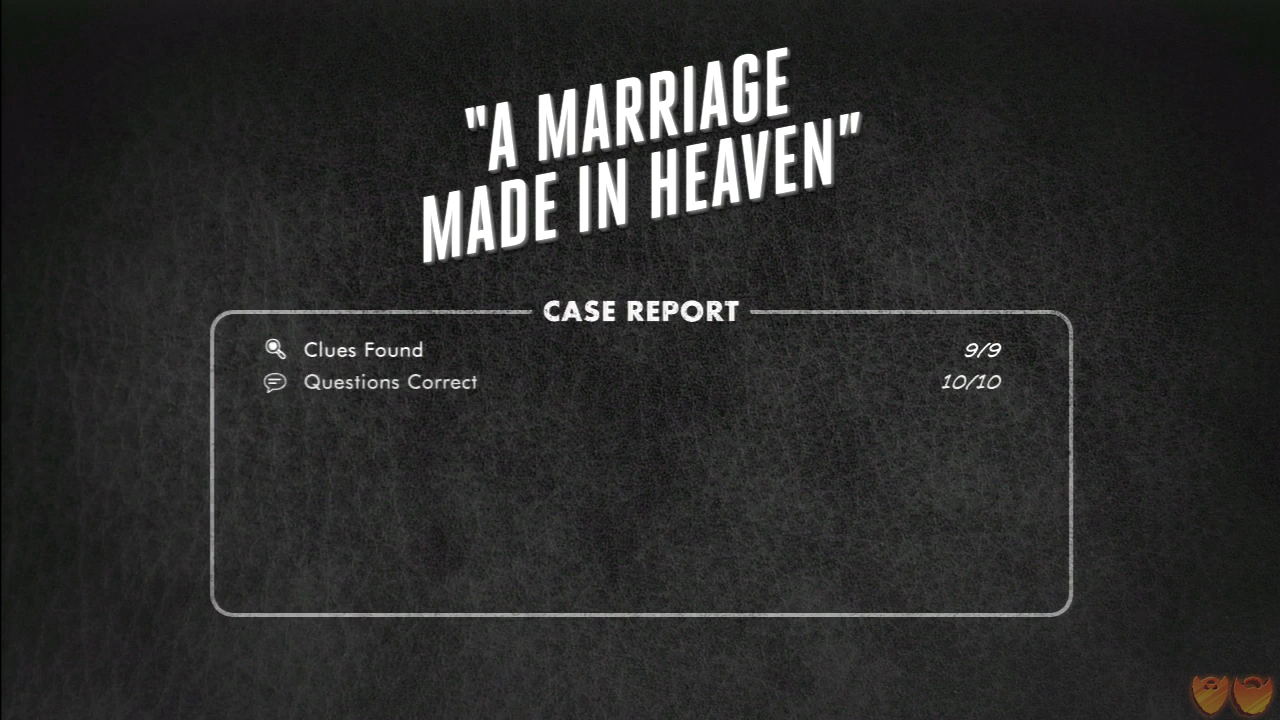 "A MARRIAGE
MADE IN HEAVEN"
CASE REPORT
Clues Found 9/9
Questions Correct 10/10